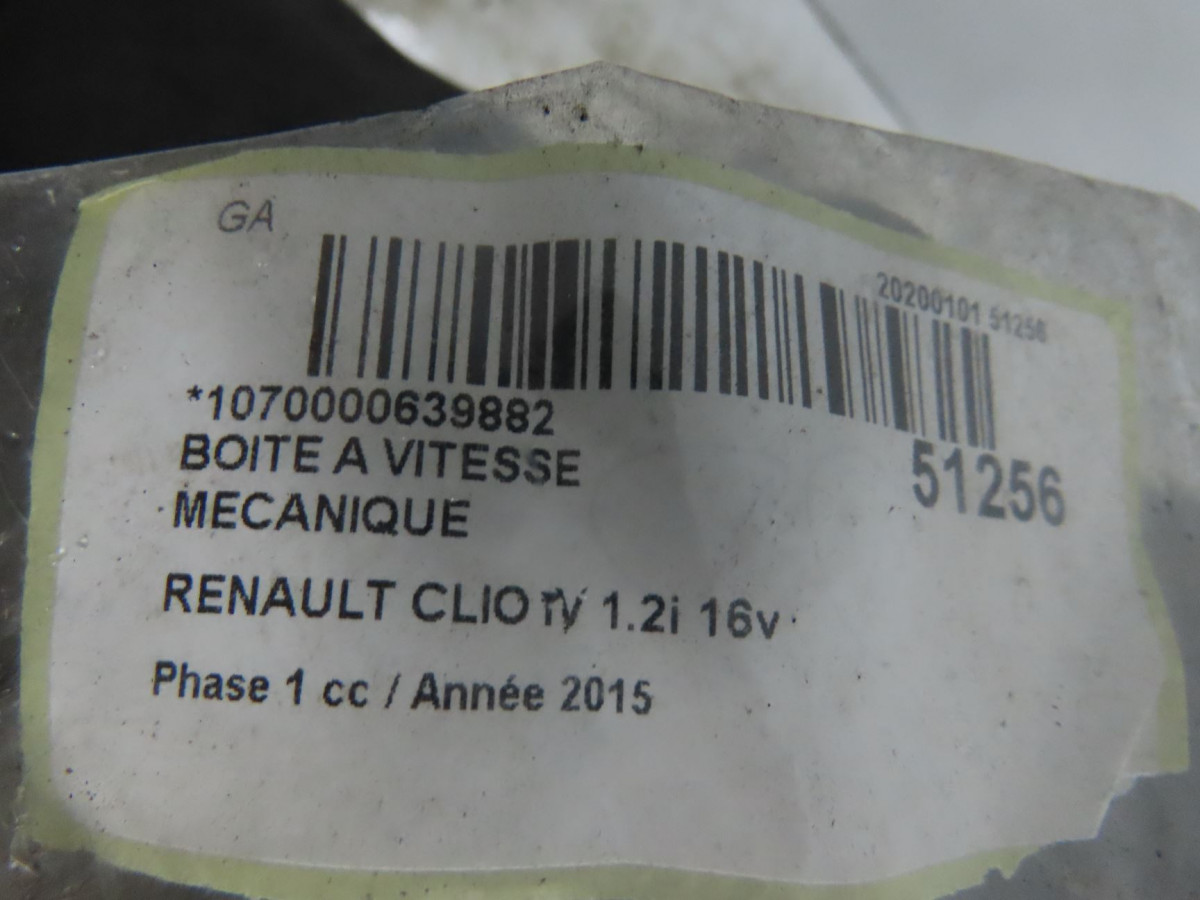 GA
20200101 51256
*1070000639882
BOITE A VITESSE
MECANIQUE
51256
RENAULT CLIO IV 1.2i 16v
Phase 1 cc / Année 2015